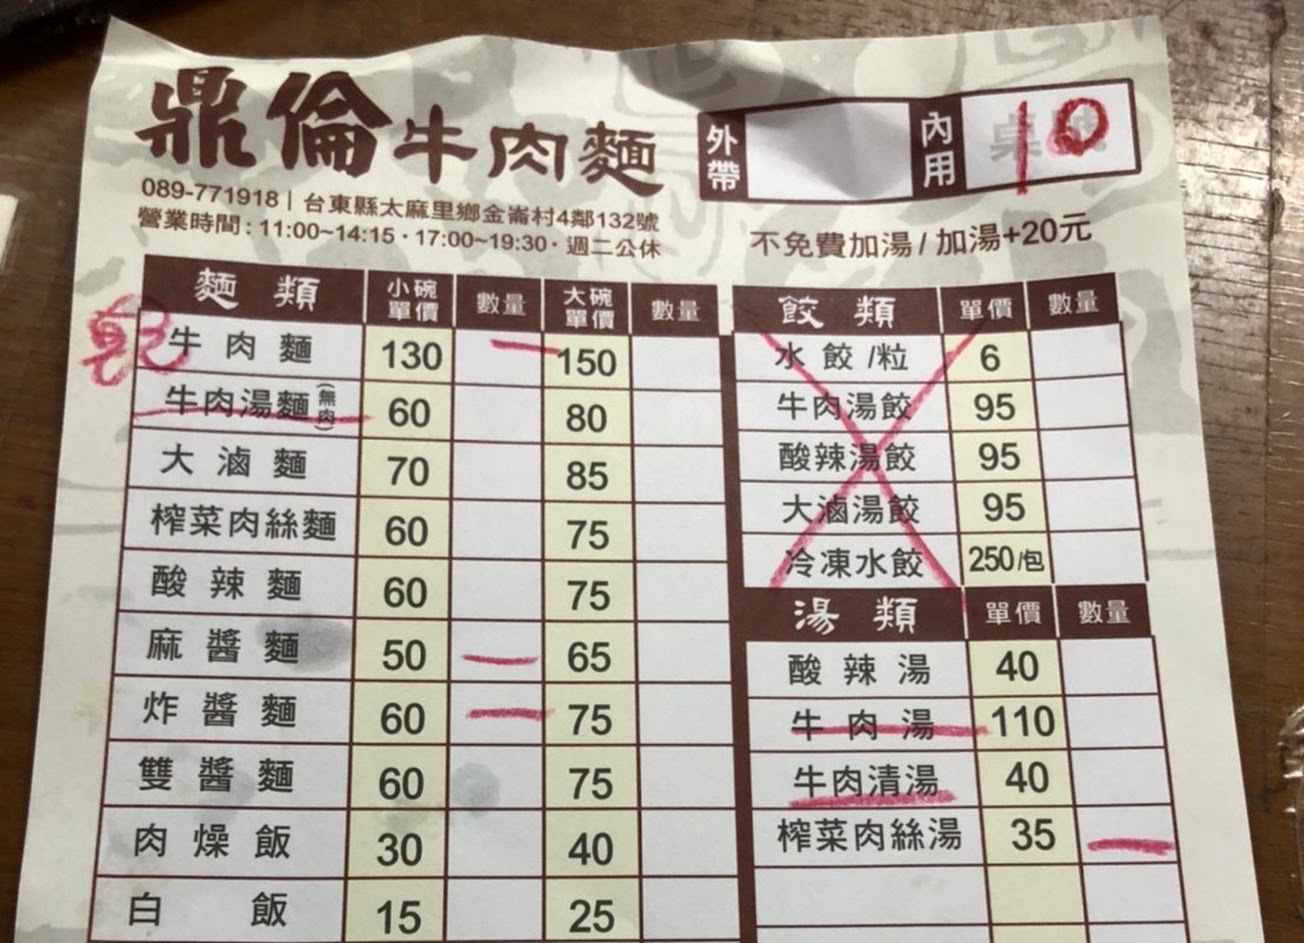 鼎倫牛肉麵
089-771918 | 台東縣太麻里鄉金崙村4鄰132號
營業時間：11:00~14:15·17:00~19:30·週二公休
外帶
內用 桌 10
不免費加湯 / 加湯+20元
麵類 小碗單價 數量 大碗單價 數量
乾 牛肉麵 130 一 150
牛肉湯麵(無肉) 60 80
大滷麵 70 85
榨菜肉絲麵 60 75
酸辣麵 60 75
麻醬麵 50 一 65
炸醬麵 60 一 75
雙醬麵 60 75
肉燥飯 30 40
白飯 15 25
餃類 單價 數量
水餃/粒 6
牛肉湯餃 95
酸辣湯餃 95
大滷湯餃 95
冷凍水餃 250/包
湯類 單價 數量
酸辣湯 40
牛肉湯 110
牛肉清湯 40
榨菜肉絲湯 35 一